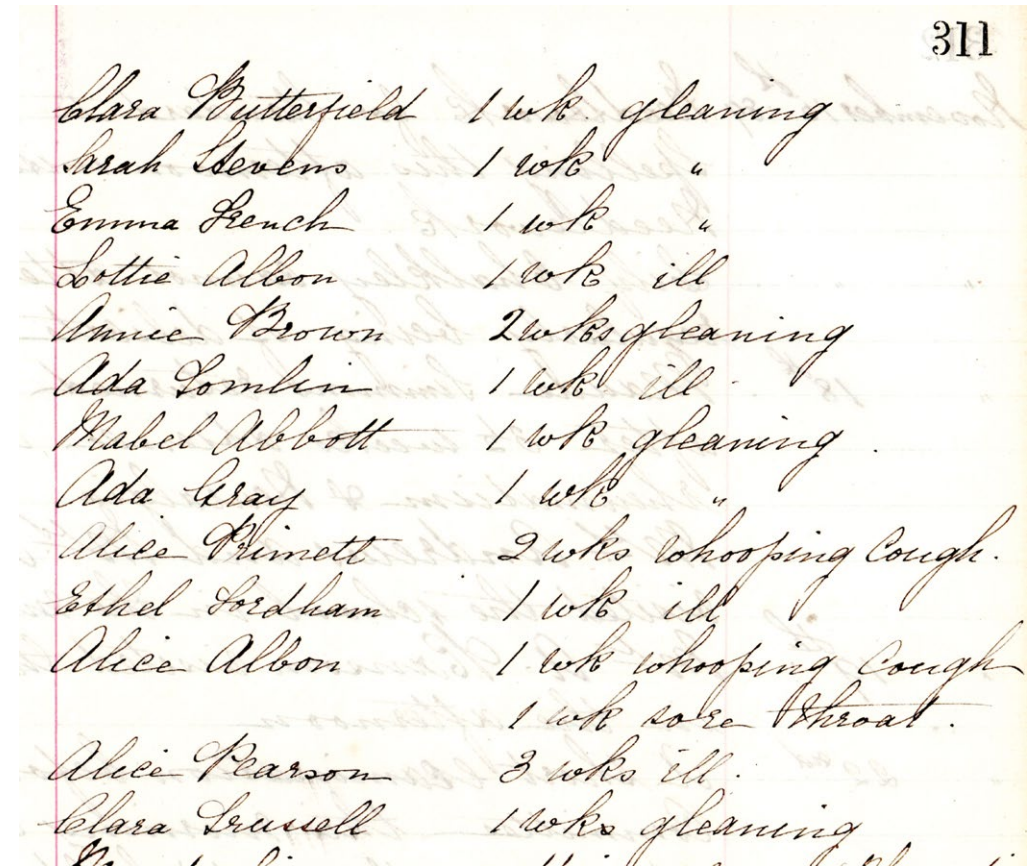 311
Clara Butterfield 1 wk. gleaning
Sarah Stevens 1 wk "
Emma French 1 wk "
Lottie Albon 1 wk ill
Annie Brown 2 wks gleaning
Ada Tomlin 1 wk ill.
Mabel Abbott 1 wk gleaning.
Ada Gray 1 wk "
Alice Primett 2 wks whooping Cough.
Ethel Fordham 1 wk ill
Alice Albon 1 wk whooping Cough
1 wk sore throat.
Alice Pearson 3 wks ill.
Clara Trussell 1 wks gleaning